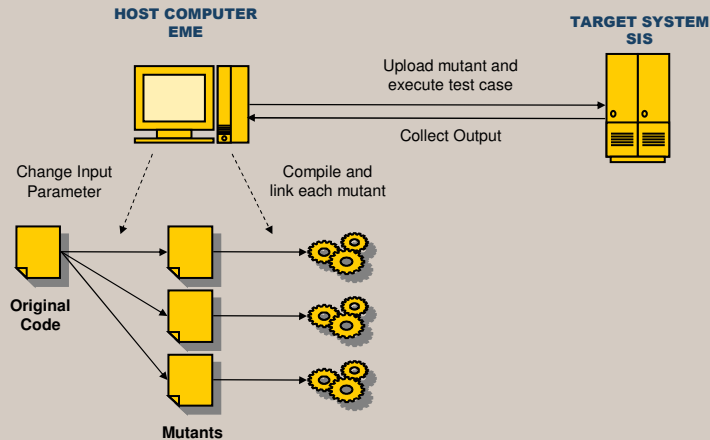 HOST COMPUTER
EME
TARGET SYSTEM
SIS
Upload mutant and
execute test case
Collect Output
Change Input
Parameter
Compile and
link each mutant
Original
Code
Mutants